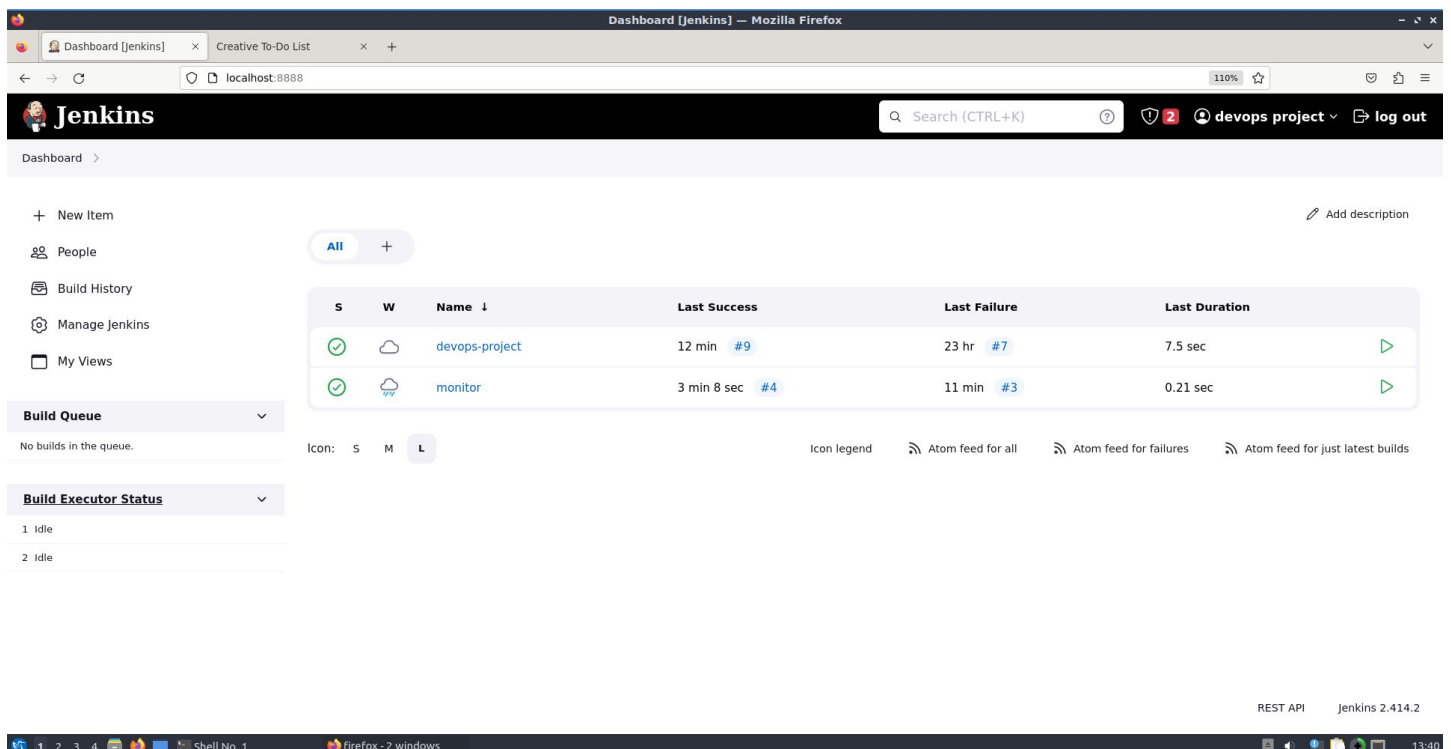 Dashboard [Jenkins] — Mozilla Firefox
Dashboard [Jenkins] × Creative To-Do List × +
localhost:8888 110%
Jenkins Search (CTRL+K) ? 2 devops project log out
Dashboard >
+ New Item
People
Build History
Manage Jenkins
My Views
Build Queue
No builds in the queue.
Build Executor Status
1 Idle
2 Idle
Add description
All +
S W Name ↓ Last Success Last Failure Last Duration
devops-project 12 min #9 23 hr #7 7.5 sec
monitor 3 min 8 sec #4 11 min #3 0.21 sec
Icon: S M L Icon legend Atom feed for all Atom feed for failures Atom feed for just latest builds
REST API Jenkins 2.414.2
1 2 3 4 Shell No. 1 firefox - 2 windows 13:40